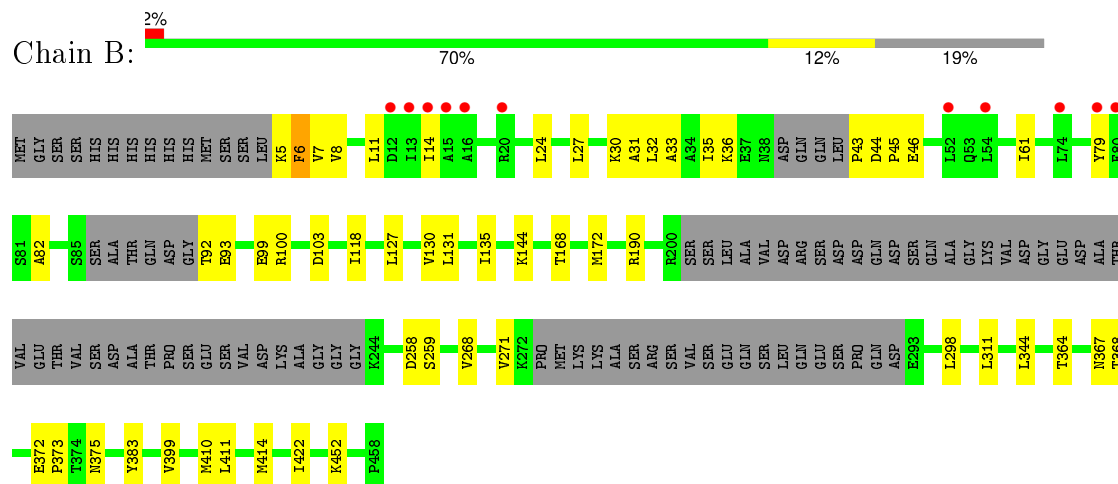 2%
Chain B:
70% 12% 19%
MET GLY SER SER HIS HIS HIS HIS HIS HIS MET SER SER LEU K5 F6 V7 V8 L11 D12 I13 I14 A15 A16 R20 L24 L27 K30 A31 L32 A33 A34 I35 K36 E37 N38 ASP GLN GLN LEU P43 D44 P45 E46 L52 Q53 L54 I61 L74 Y79 E80
S81 A82 S85 SER ALA THR GLN ASP GLY T92 E93 E99 R100 D103 I118 L127 V130 L131 I135 K144 T168 M172 R190 R200 SER SER LEU ALA VAL ASP ARG SER ASP ASP GLN ASP SER GLN ALA GLY LYS VAL ASP GLY GLU ASP ALA THR
VAL GLU THR VAL SER ASP ALA THR PRO SER GLU SER VAL ASP LYS ALA GLY GLY GLY K244 D258 S259 V268 V271 K272 PRO MET LYS LYS ALA SER ARG SER VAL SER GLU GLN SER LEU GLN GLU SER PRO GLN ASP E293 L298 L311 L344 T364 N367 T368
E372 P373 T374 N375 Y383 V399 M410 L411 M414 I422 K452 P458